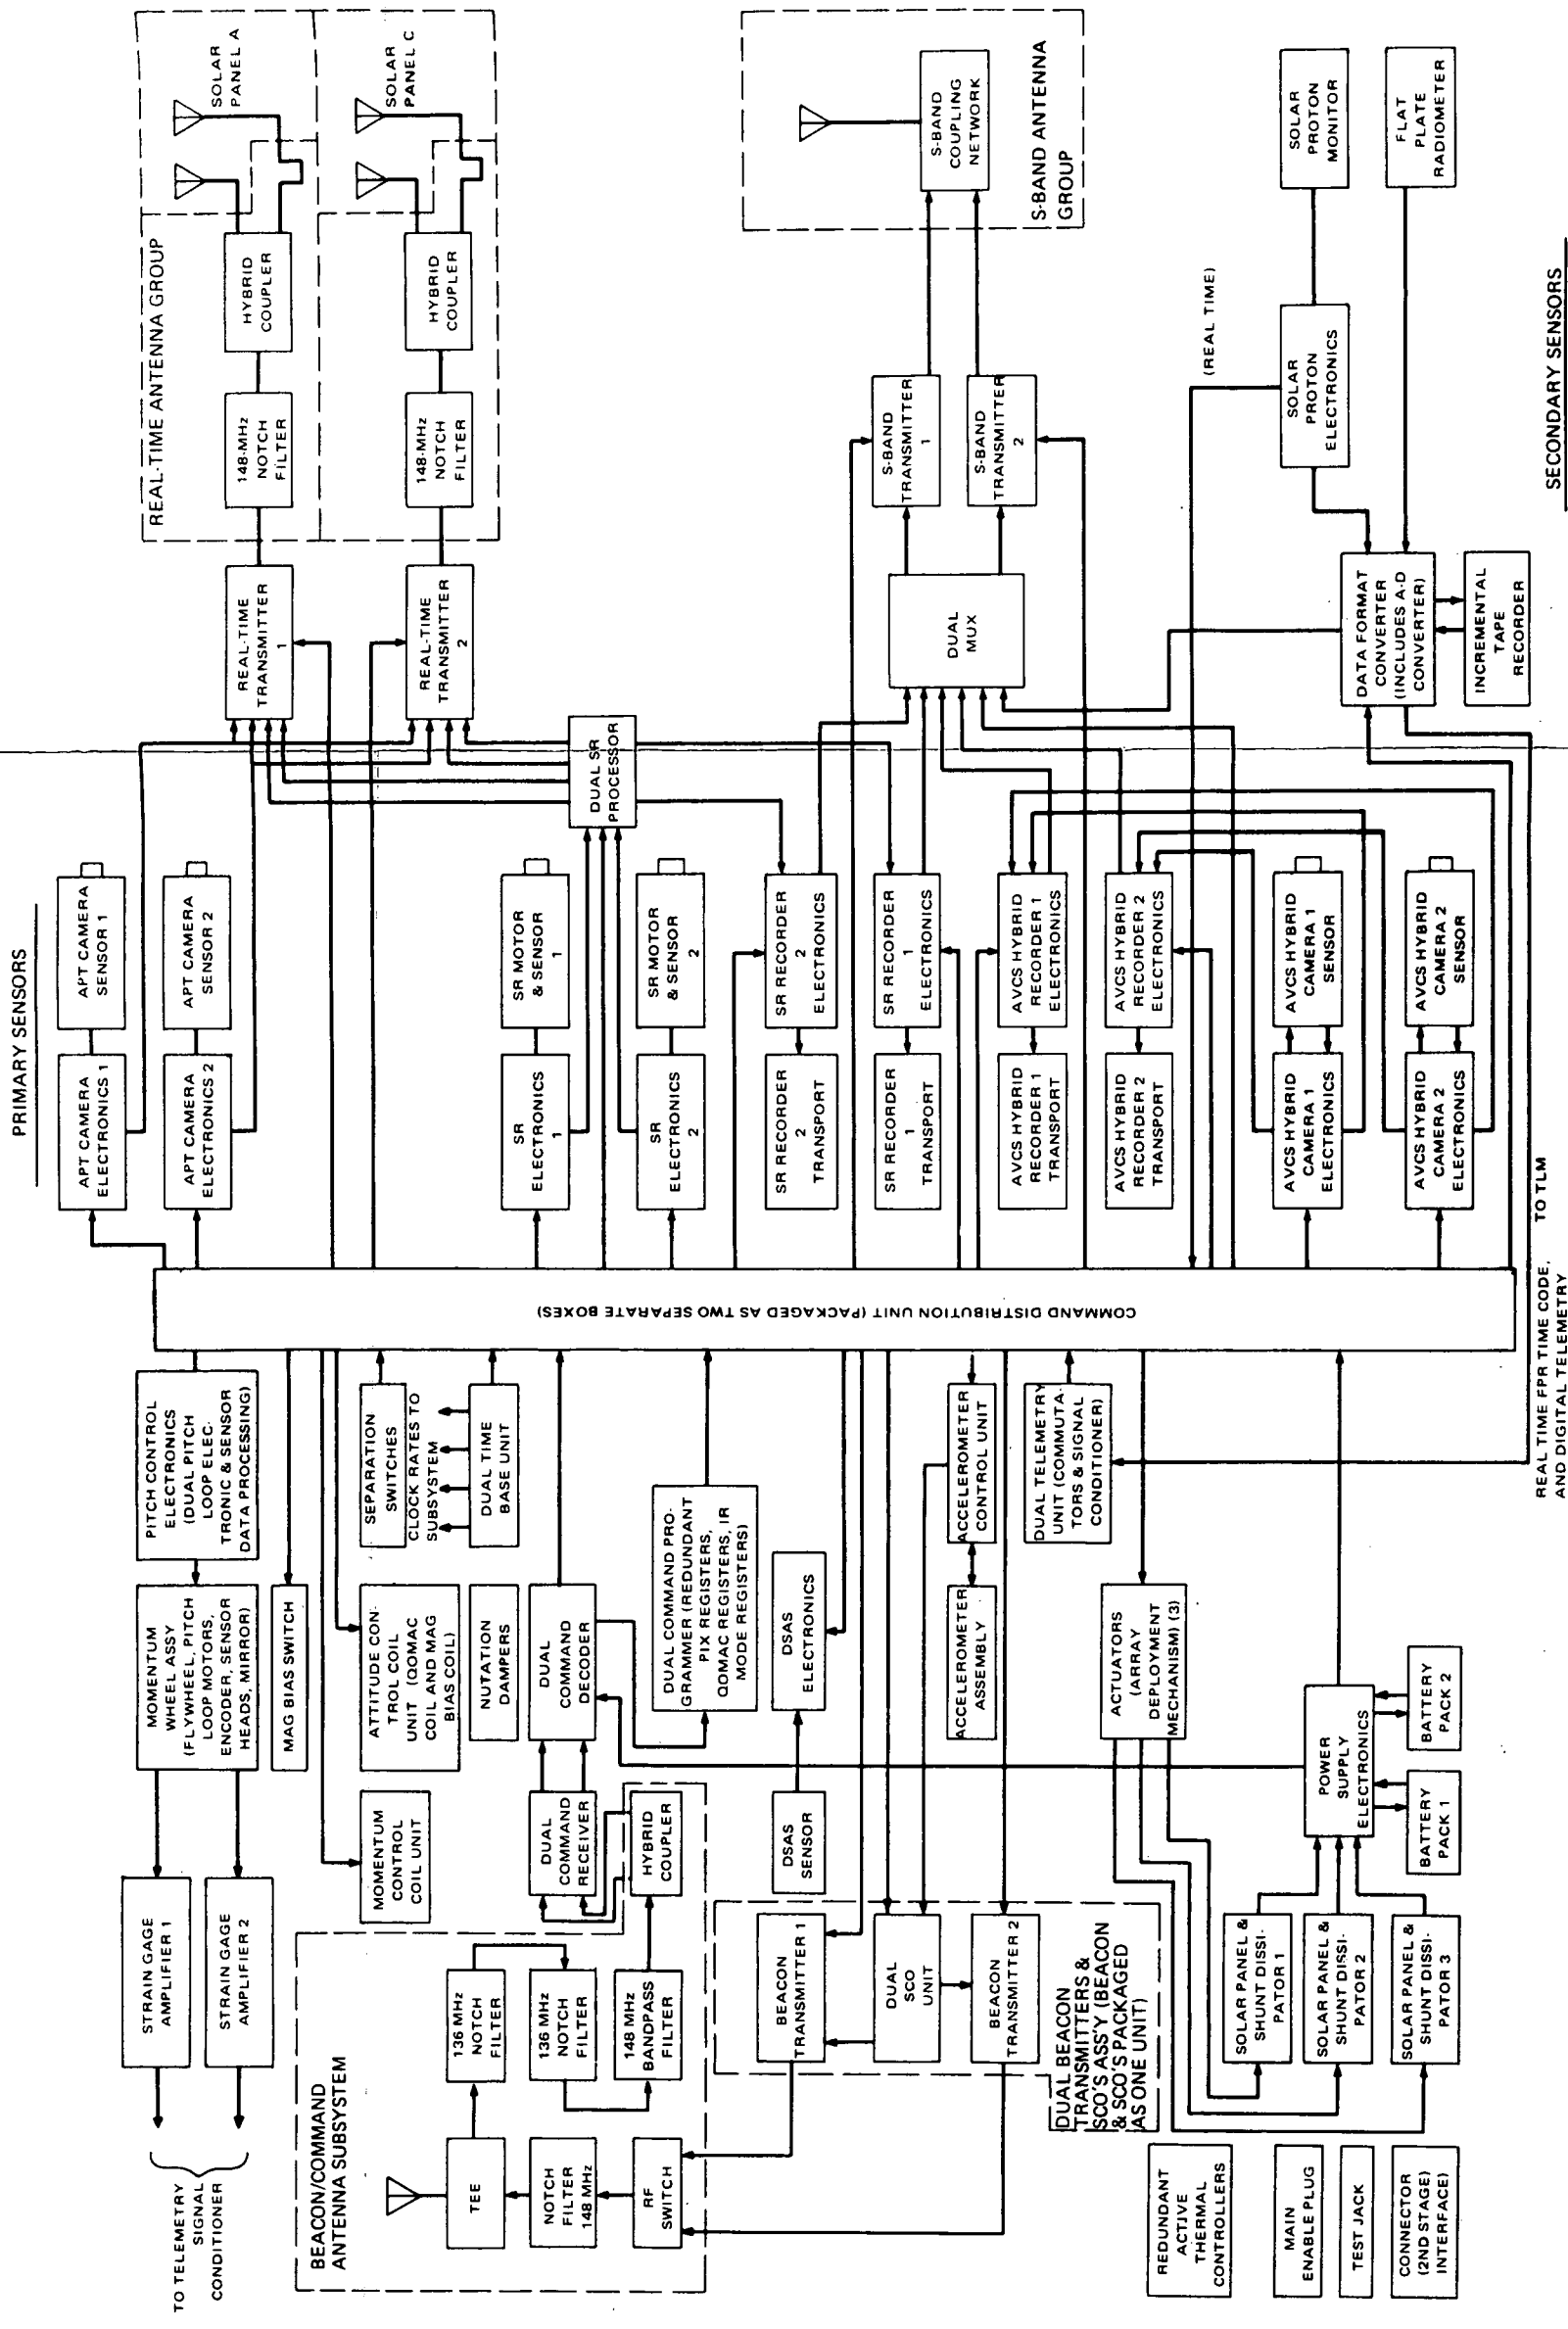 PRIMARY SENSORS
APT CAMERA
SENSOR 1
APT CAMERA
ELECTRONICS 1
APT CAMERA
SENSOR 2
APT CAMERA
ELECTRONICS 2
REAL-TIME ANTENNA GROUP
SOLAR
PANEL A
HYBRID
COUPLER
148-MHz
NOTCH
FILTER
REAL-TIME
TRANSMITTER
1
SOLAR
PANEL C
HYBRID
COUPLER
148-MHz
NOTCH
FILTER
REAL-TIME
TRANSMITTER
2
DUAL SR
PROCESSOR
SR MOTOR
& SENSOR
1
SR
ELECTRONICS
1
SR MOTOR
& SENSOR
2
SR
ELECTRONICS
2
SR RECORDER
2
ELECTRONICS
SR RECORDER
2
TRANSPORT
SR RECORDER
1
ELECTRONICS
SR RECORDER
1
TRANSPORT
AVCS HYBRID
RECORDER 1
ELECTRONICS
AVCS HYBRID
RECORDER 1
TRANSPORT
AVCS HYBRID
RECORDER 2
ELECTRONICS
AVCS HYBRID
RECORDER 2
TRANSPORT
AVCS HYBRID
CAMERA 1
SENSOR
AVCS HYBRID
CAMERA 1
ELECTRONICS
AVCS HYBRID
CAMERA 2
SENSOR
AVCS HYBRID
CAMERA 2
ELECTRONICS
S-BAND
COUPLING
NETWORK
S-BAND ANTENNA
GROUP
S-BAND
TRANSMITTER
1
S-BAND
TRANSMITTER
2
DUAL
MUX
SOLAR
PROTON
MONITOR
FLAT
PLATE
RADIOMETER
(REAL TIME)
SOLAR
PROTON
ELECTRONICS
DATA FORMAT
CONVERTER
(INCLUDES A-D
CONVERTER)
INCREMENTAL
TAPE
RECORDER
SECONDARY SENSORS
COMMAND DISTRIBUTION UNIT (PACKAGED AS TWO SEPARATE BOXES)
REAL TIME FPR TIME CODE,
AND DIGITAL TELEMETRY
TO TLM
PITCH CONTROL
ELECTRONICS
(DUAL PITCH
LOOP ELEC-
TRONIC & SENSOR
DATA PROCESSING)
MOMENTUM
WHEEL ASSY
(FLYWHEEL, PITCH
LOOP MOTORS,
ENCODER, SENSOR
HEADS, MIRROR)
MAG BIAS SWITCH
STRAIN GAGE
AMPLIFIER 1
STRAIN GAGE
AMPLIFIER 2
TO TELEMETRY
SIGNAL
CONDITIONER
SEPARATION
SWITCHES
CLOCK RATES TO
SUBSYSTEM
DUAL TIME
BASE UNIT
ATTITUDE CON-
TROL COIL
UNIT (QOMAC
COIL AND MAG
BIAS COIL)
MOMENTUM
CONTROL
COIL UNIT
NUTATION
DAMPERS
DUAL
COMMAND
DECODER
DUAL
COMMAND
RECEIVER
HYBRID
COUPLER
DUAL COMMAND PRO-
GRAMMER (REDUNDANT
PIX REGISTERS,
QOMAC REGISTERS, IR
MODE REGISTERS)
BEACON/COMMAND
ANTENNA SUBSYSTEM
136 MHz
NOTCH
FILTER
136 MHz
NOTCH
FILTER
148 MHz
BANDPASS
FILTER
TEE
NOTCH
FILTER
148 MHz
RF
SWITCH
DSAS
ELECTRONICS
DSAS
SENSOR
ACCELEROMETER
CONTROL UNIT
ACCELEROMETER
ASSEMBLY
DUAL TELEMETRY
UNIT (COMMUTA-
TORS & SIGNAL
CONDITIONER)
BEACON
TRANSMITTER 1
DUAL
SCO
UNIT
BEACON
TRANSMITTER 2
DUAL BEACON
TRANSMITTERS &
SCO'S ASS'Y (BEACON
& SCO'S PACKAGED
AS ONE UNIT)
ACTUATORS
(ARRAY
DEPLOYMENT
MECHANISM) (3)
POWER
SUPPLY
ELECTRONICS
BATTERY
PACK 2
BATTERY
PACK 1
SOLAR PANEL &
SHUNT DISSI-
PATOR 1
SOLAR PANEL &
SHUNT DISSI-
PATOR 2
SOLAR PANEL &
SHUNT DISSI-
PATOR 3
REDUNDANT
ACTIVE
THERMAL
CONTROLLERS
MAIN
ENABLE PLUG
TEST JACK
CONNECTOR
(2ND STAGE)
INTERFACE)